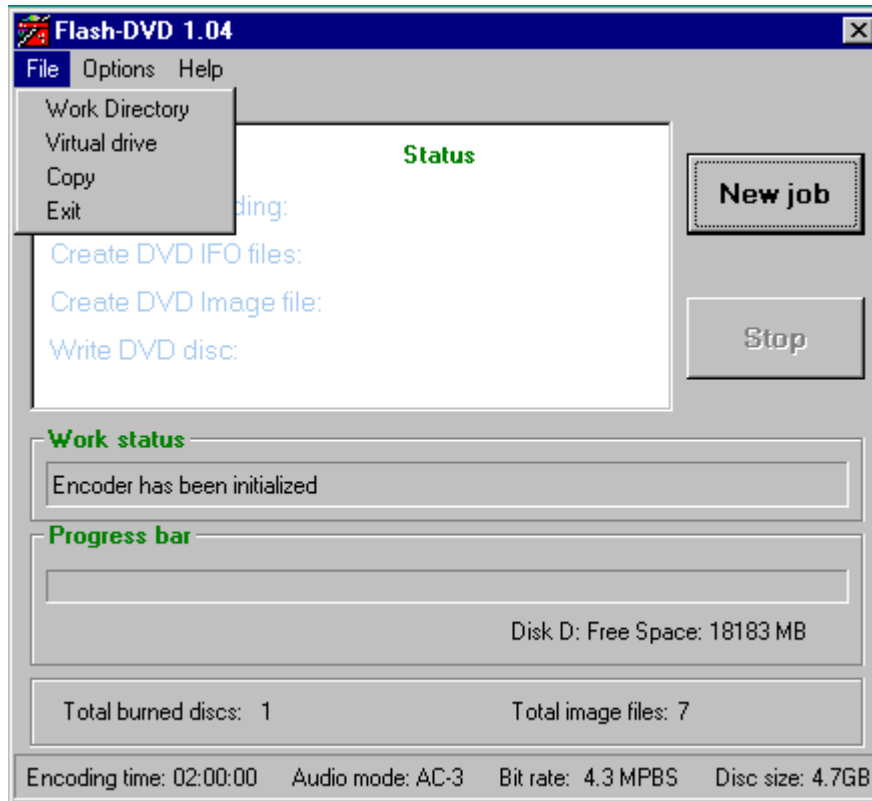 Flash-DVD 1.04
File Options Help
Work Directory
Virtual drive
Copy
Exit
Status
ding:
Create DVD IFO files:
Create DVD Image file:
Write DVD disc:
New job
Stop
Work status
Encoder has been initialized
Progress bar
Disk D: Free Space: 18183 MB
Total burned discs: 1 Total image files: 7
Encoding time: 02:00:00 Audio mode: AC-3 Bit rate: 4.3 MPBS Disc size: 4.7GB